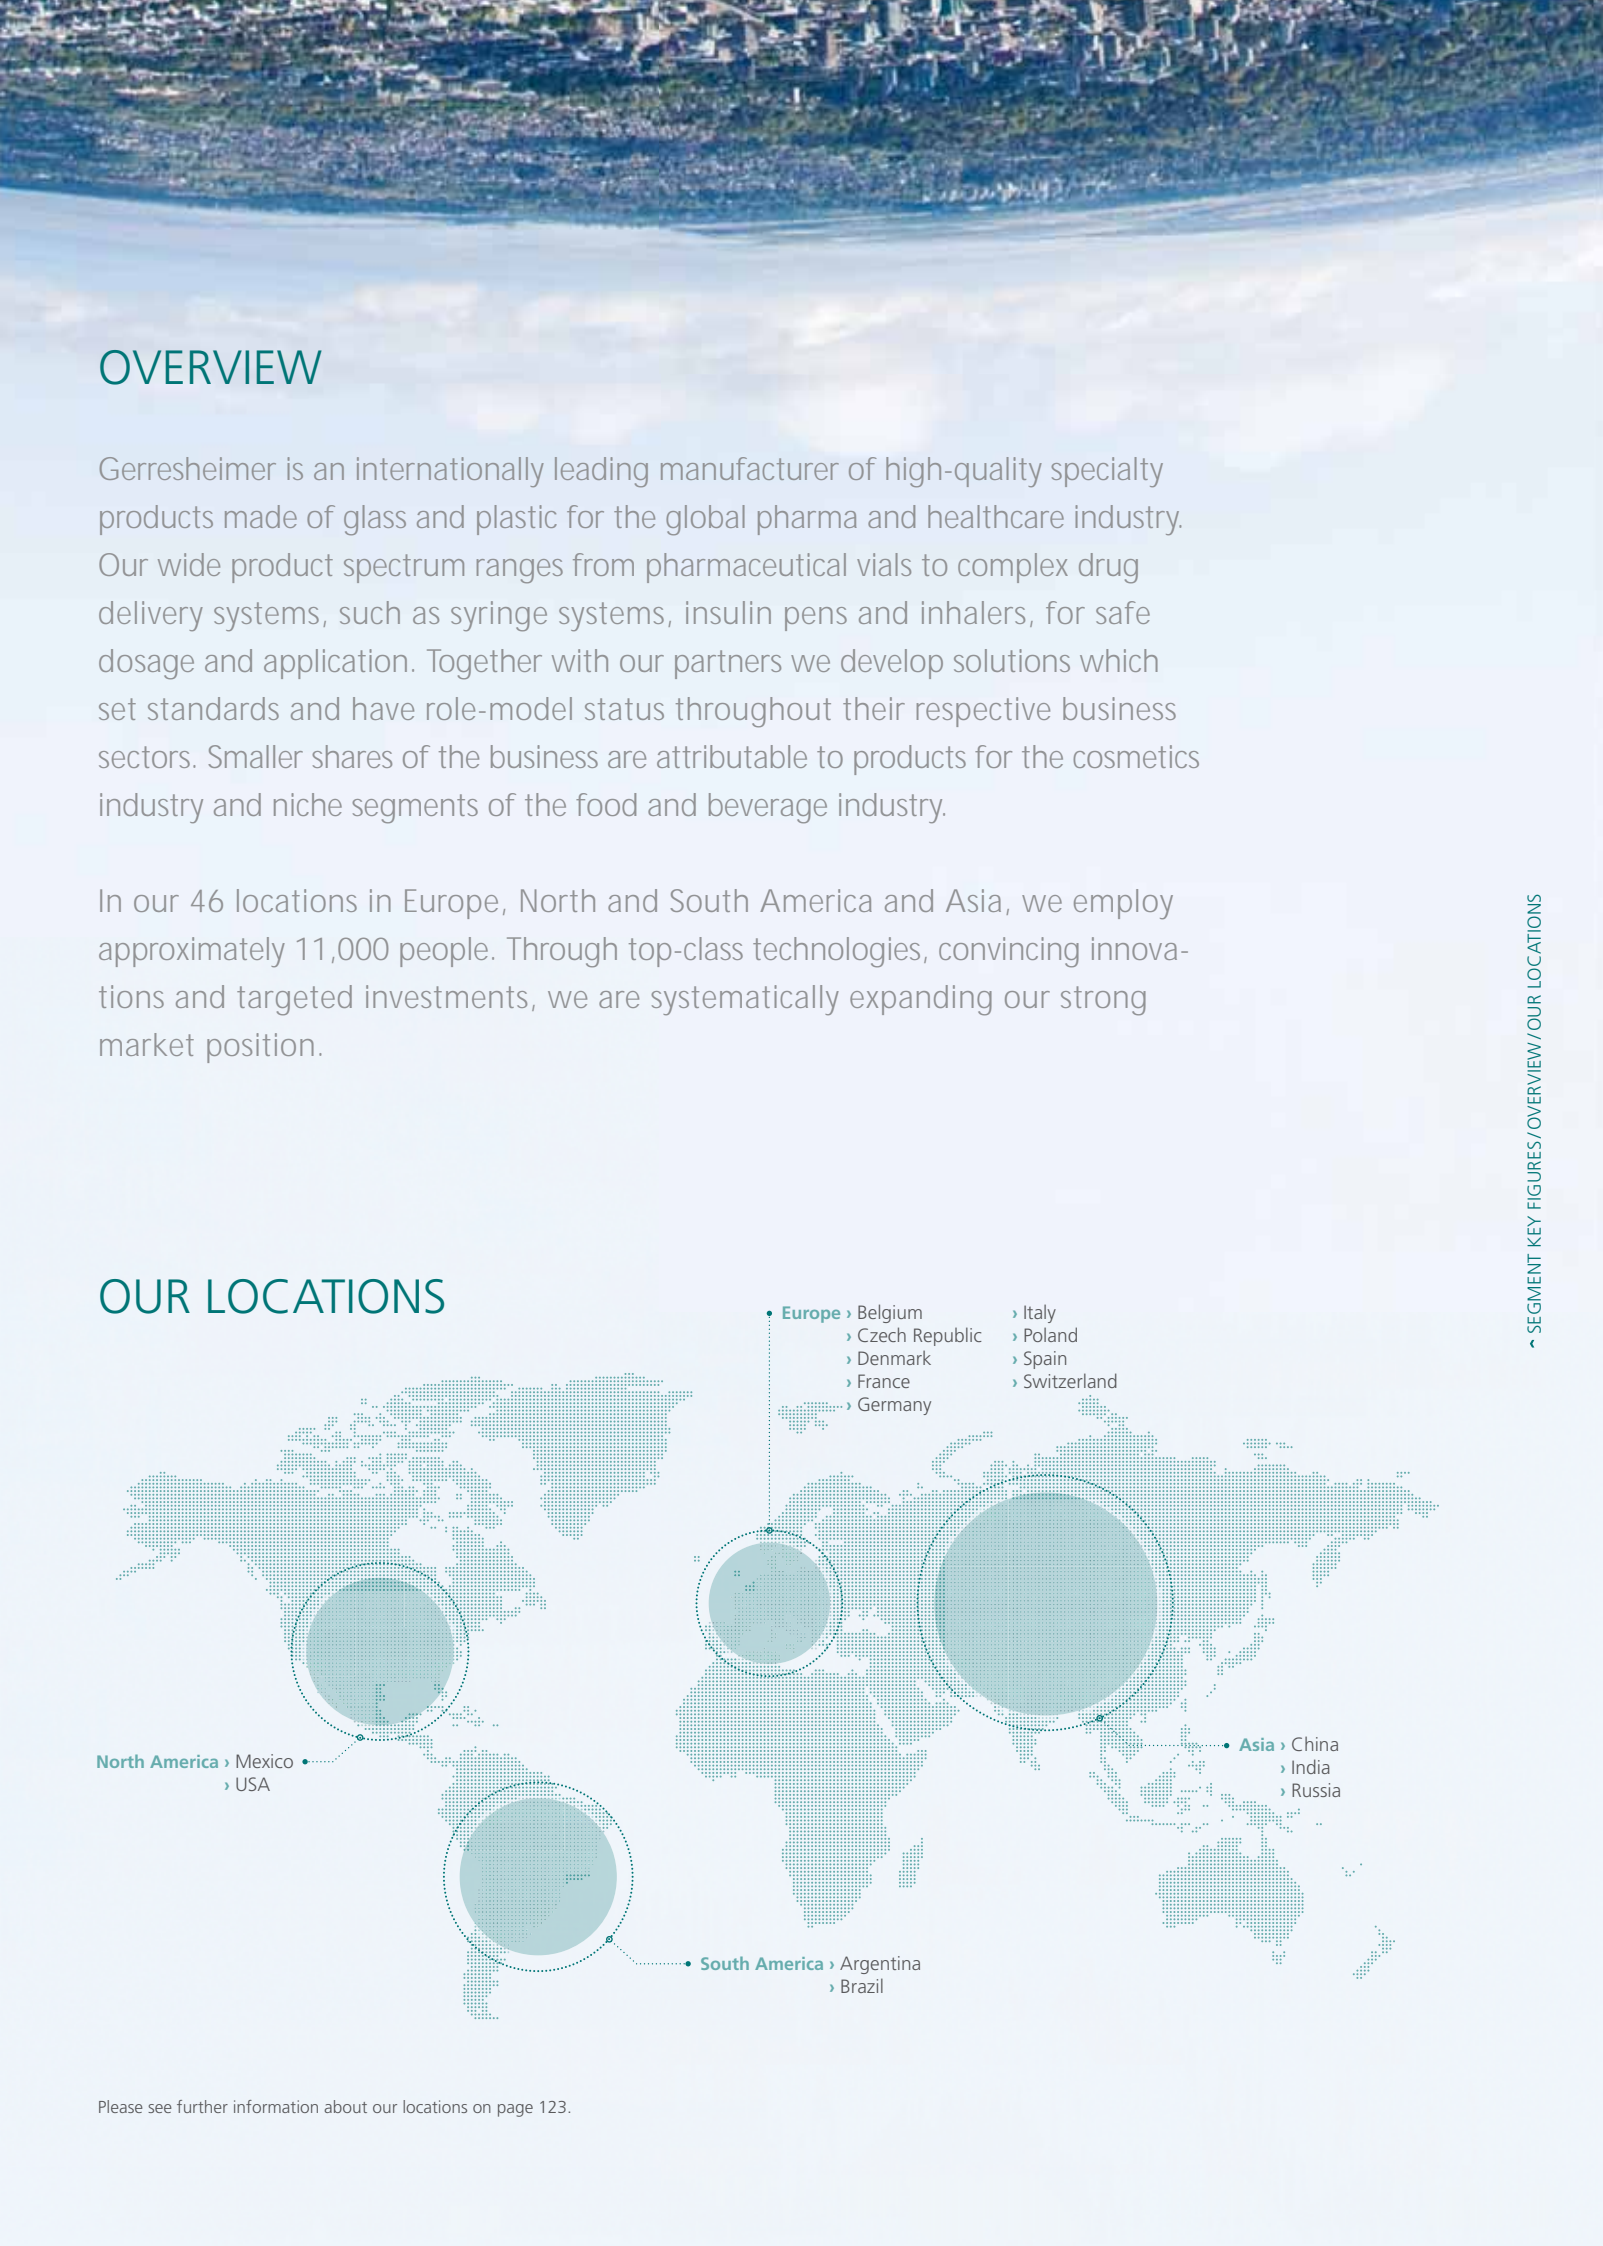 OVERVIEW
Gerresheimer is an internationally leading manufacturer of high-quality specialty
products made of glass and plastic for the global pharma and healthcare industry.
Our wide product spectrum ranges from pharmaceutical vials to complex drug
delivery systems, such as syringe systems, insulin pens and inhalers, for safe
dosage and application. Together with our partners we develop solutions which
set standards and have role-model status throughout their respective business
sectors. Smaller shares of the business are attributable to products for the cosmetics
industry and niche segments of the food and beverage industry.
In our 46 locations in Europe, North and South America and Asia, we employ
approximately 11,000 people. Through top-class technologies, convincing innova-
tions and targeted investments, we are systematically expanding our strong
market position.
› SEGMENT KEY FIGURES / OVERVIEW / OUR LOCATIONS
OUR LOCATIONS
Europe › Belgium
› Czech Republic
› Denmark
› France
› Germany
› Italy
› Poland
› Spain
› Switzerland
North America › Mexico
› USA
Asia › China
› India
› Russia
South America › Argentina
› Brazil
Please see further information about our locations on page 123.